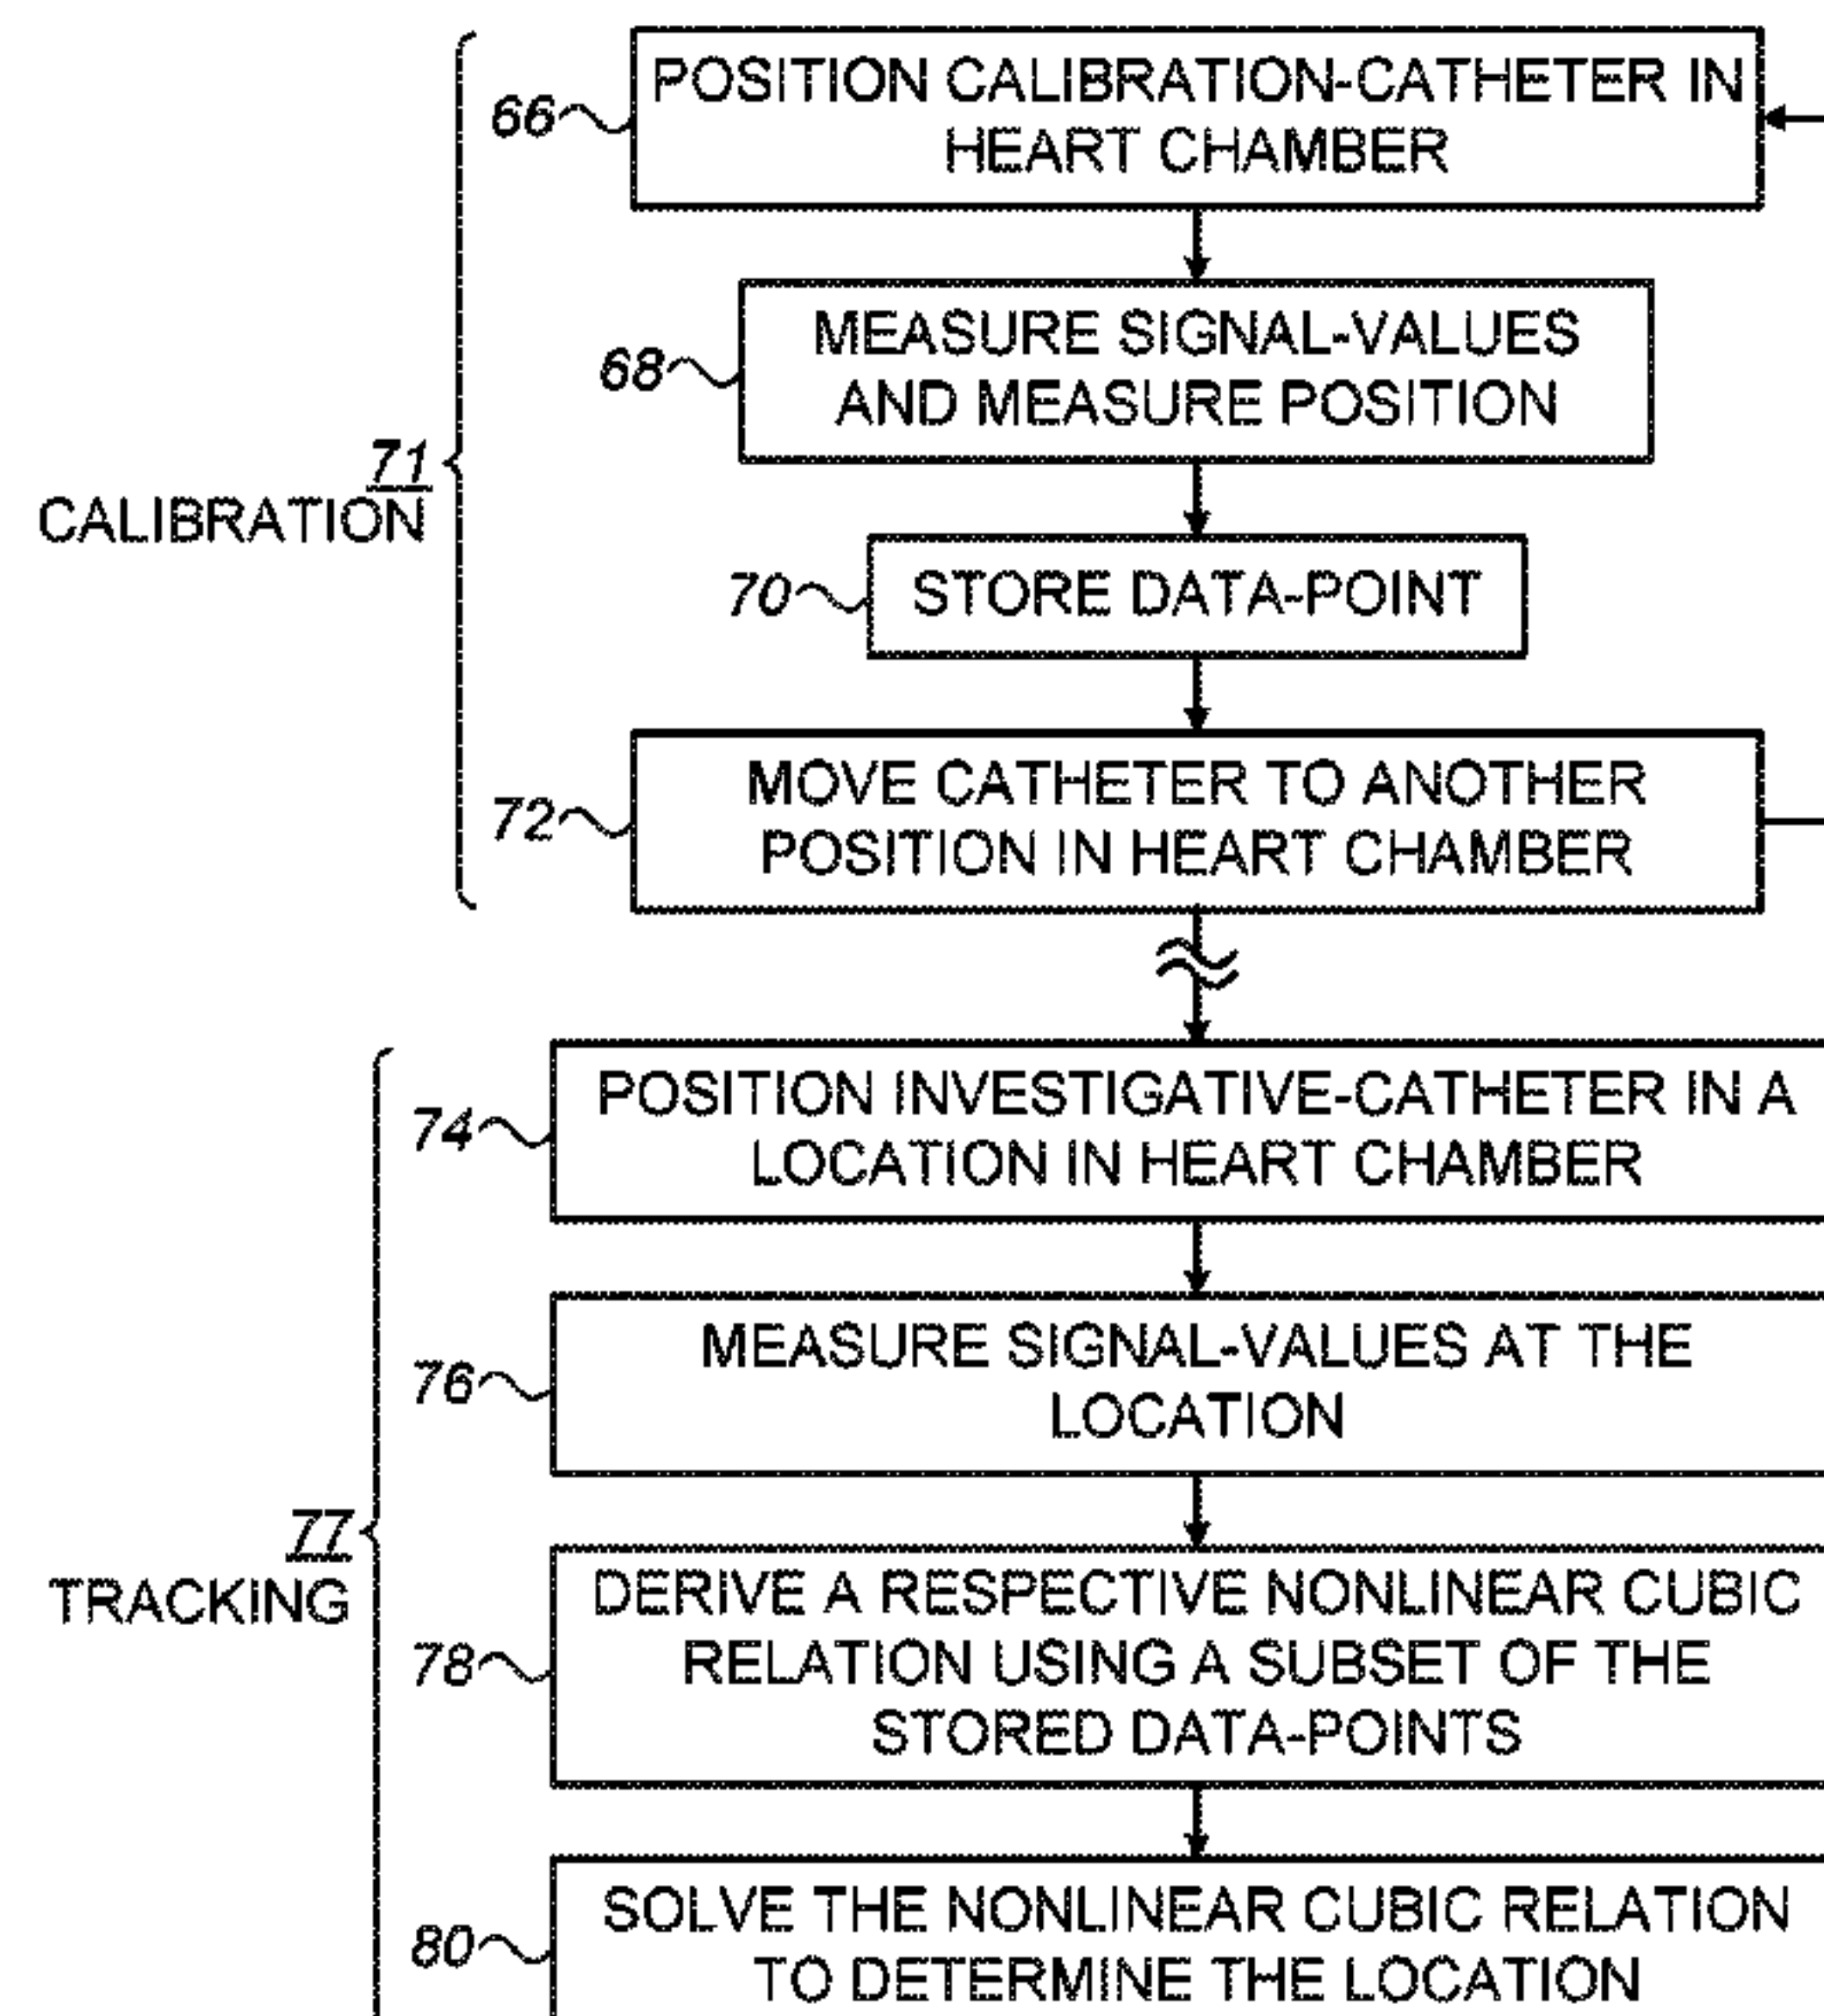 66
POSITION CALIBRATION-CATHETER IN
HEART CHAMBER
68
MEASURE SIGNAL-VALUES
AND MEASURE POSITION
71
CALIBRATION
70
STORE DATA-POINT
72
MOVE CATHETER TO ANOTHER
POSITION IN HEART CHAMBER
74
POSITION INVESTIGATIVE-CATHETER IN A
LOCATION IN HEART CHAMBER
76
MEASURE SIGNAL-VALUES AT THE
LOCATION
77
TRACKING
78
DERIVE A RESPECTIVE NONLINEAR CUBIC
RELATION USING A SUBSET OF THE
STORED DATA-POINTS
80
SOLVE THE NONLINEAR CUBIC RELATION
TO DETERMINE THE LOCATION